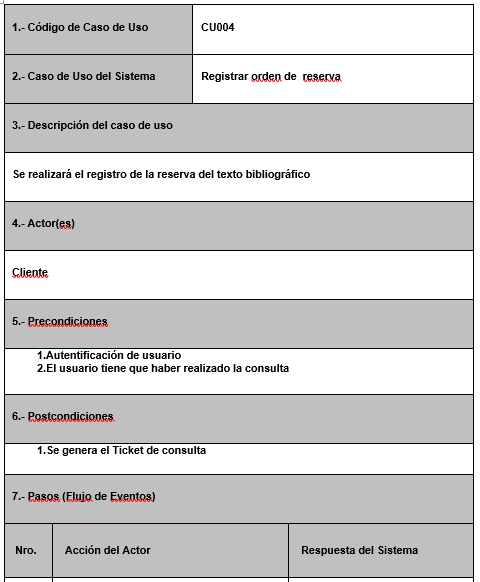 1.- Código de Caso de Uso
CU004
2.- Caso de Uso del Sistema
Registrar orden de  reserva
3.- Descripción del caso de uso
Se realizará el registro de la reserva del texto bibliográfico
4.- Actor(es)
Cliente
5.- Precondiciones
1.Autentificación de usuario
2.El usuario tiene que haber realizado la consulta
6.- Postcondiciones
1.Se genera el Ticket de consulta
7.- Pasos (Flujo de Eventos)
Nro.
Acción del Actor
Respuesta del Sistema